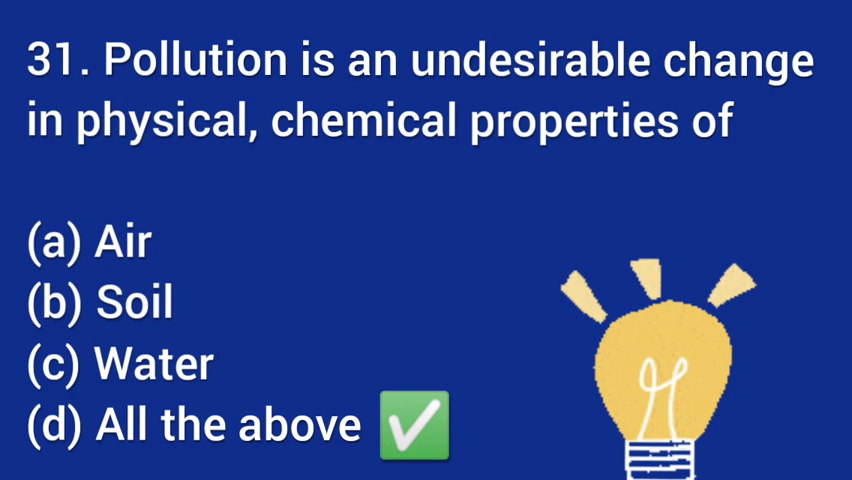 31. Pollution is an undesirable change
in physical, chemical properties of
(a) Air
(b) Soil
(c) Water
(d) All the above ✅